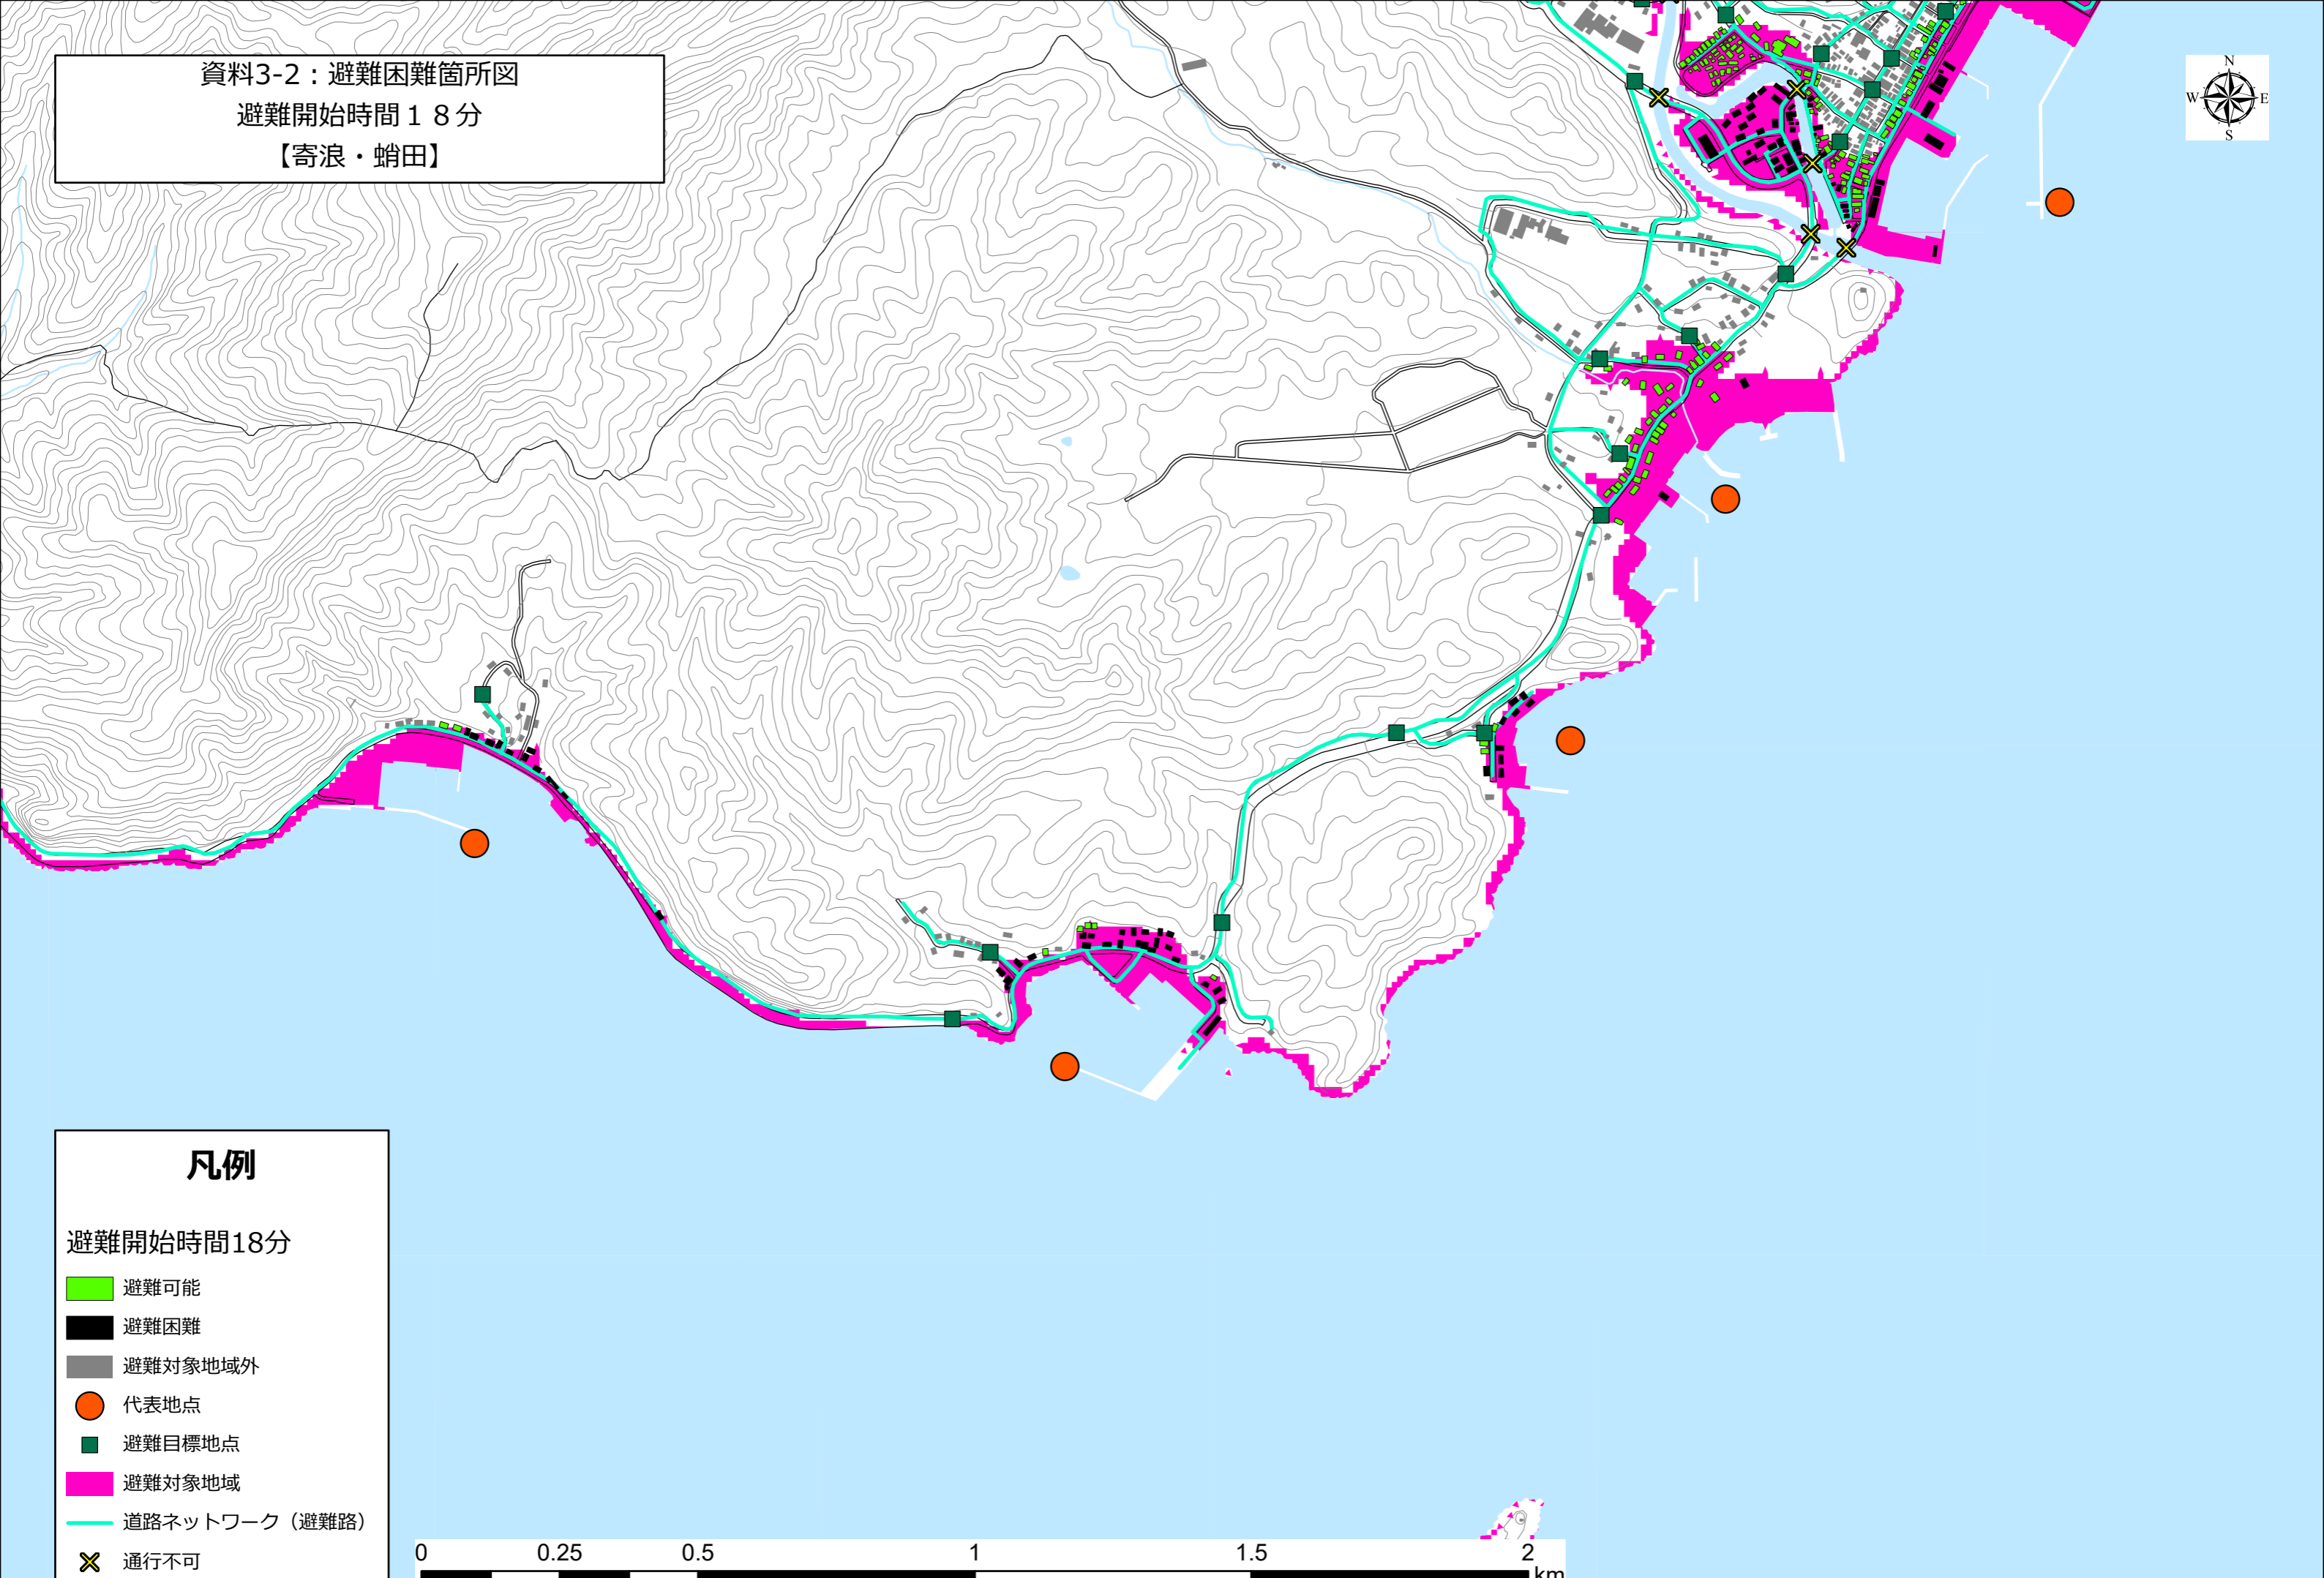 資料3-2：避難困難箇所図
避難開始時間１８分
【寄浪・蛸田】
N
W
E
S
凡例
避難開始時間18分
避難可能
避難困難
避難対象地域外
代表地点
避難目標地点
避難対象地域
道路ネットワーク（避難路）
通行不可
0 0.25 0.5 1 1.5 2
km